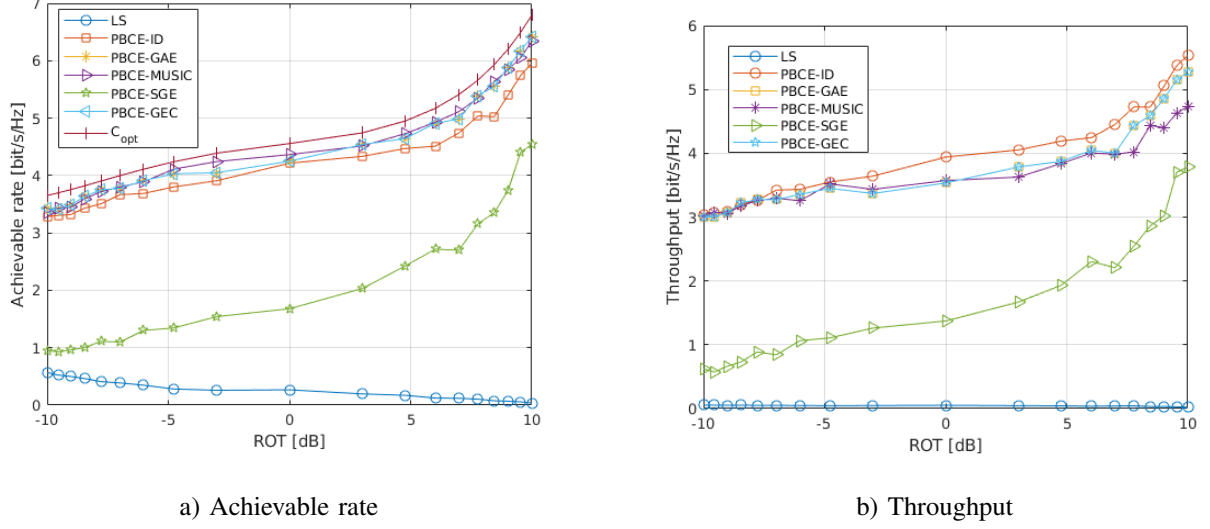 7
6
5
4
3
2
1
0
Achievable rate [bit/s/Hz]
LS
PBCE-ID
PBCE-GAE
PBCE-MUSIC
PBCE-SGE
PBCE-GEC
C_opt
-10
-5
0
5
10
ROT [dB]
a) Achievable rate
6
5
4
3
2
1
0
Throughput [bit/s/Hz]
LS
PBCE-ID
PBCE-GAE
PBCE-MUSIC
PBCE-SGE
PBCE-GEC
-10
-5
0
5
10
ROT [dB]
b) Throughput